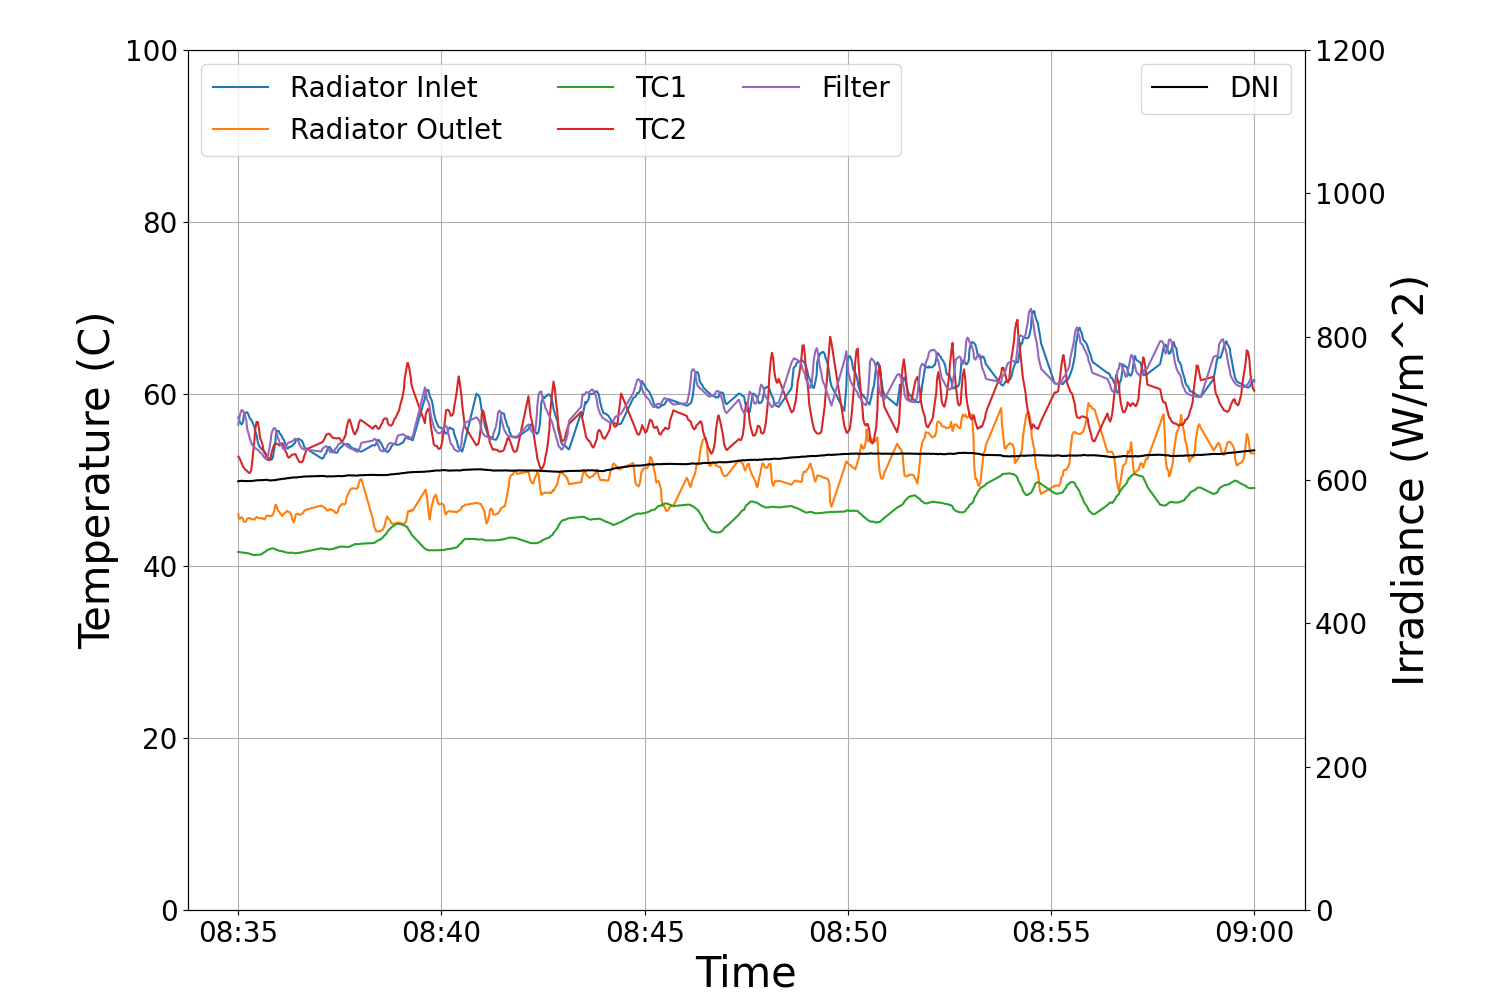 Radiator Inlet
Radiator Outlet
TC1
TC2
Filter
DNI
Temperature (C)
100
80
60
40
20
0
1200
1000
800
600
400
200
0
Irradiance (W/m^2)
08:35 08:40 08:45 08:50 08:55 09:00
Time